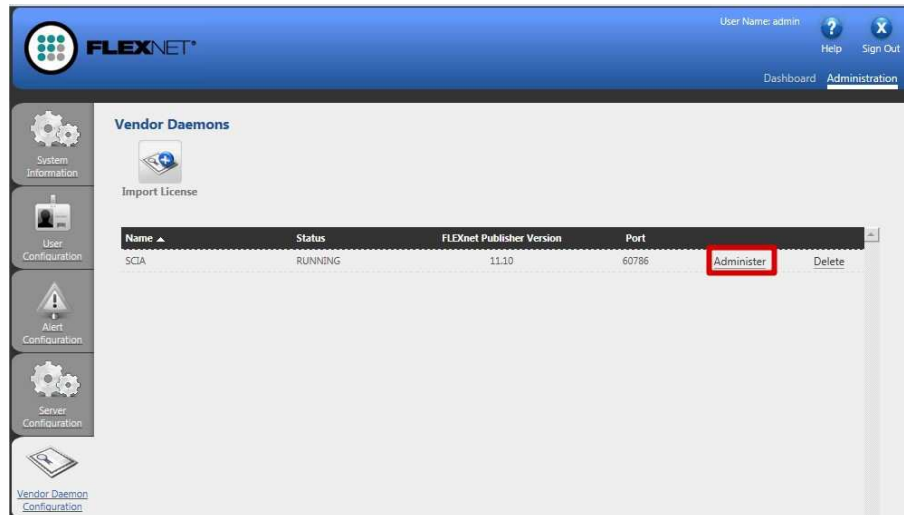 User Name: admin
?
X
Help
Sign Out
FLEXNET®
Dashboard
Administration
System
Information
User
Configuration
Alert
Configuration
Server
Configuration
Vendor Daemon
Configuration
Vendor Daemons
Import License
Name Status FLEXnet Publisher Version Port
SCIA RUNNING 11.10 60786 Administer Delete